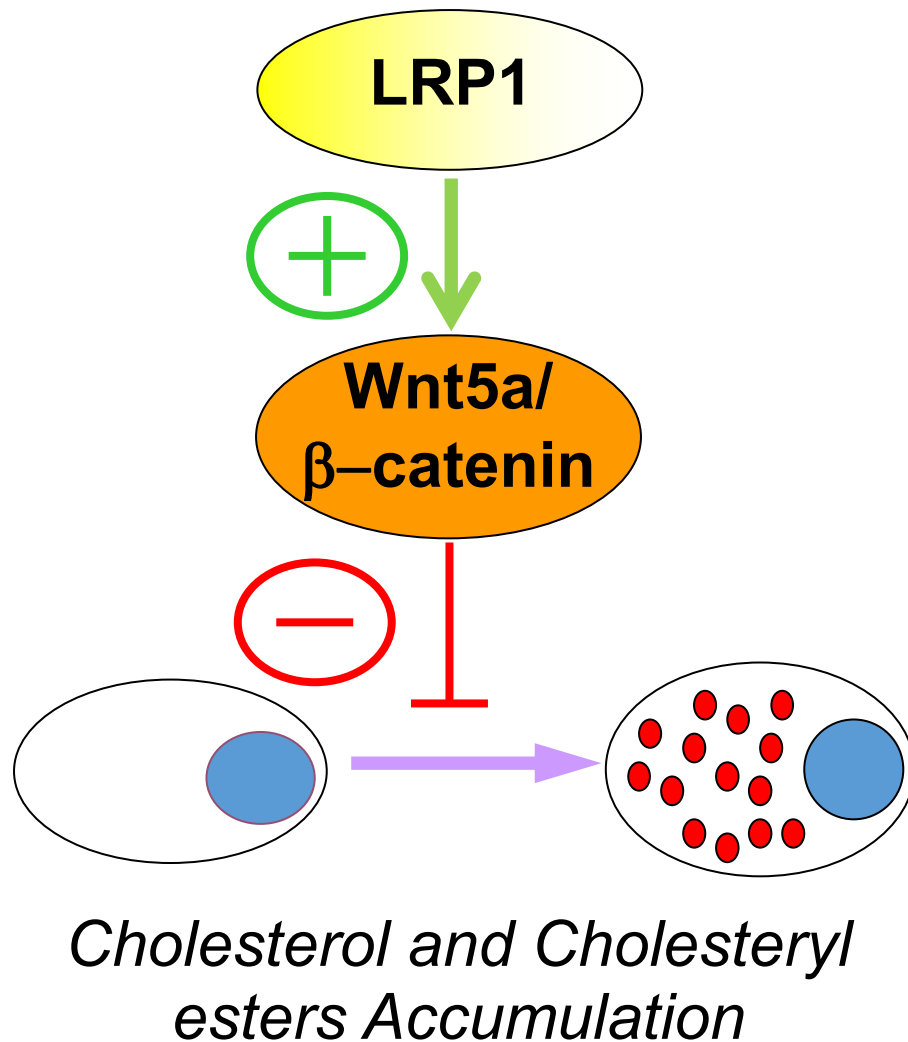 LRP1
+
Wnt5a/
β–catenin
−
Cholesterol and Cholesteryl
esters Accumulation